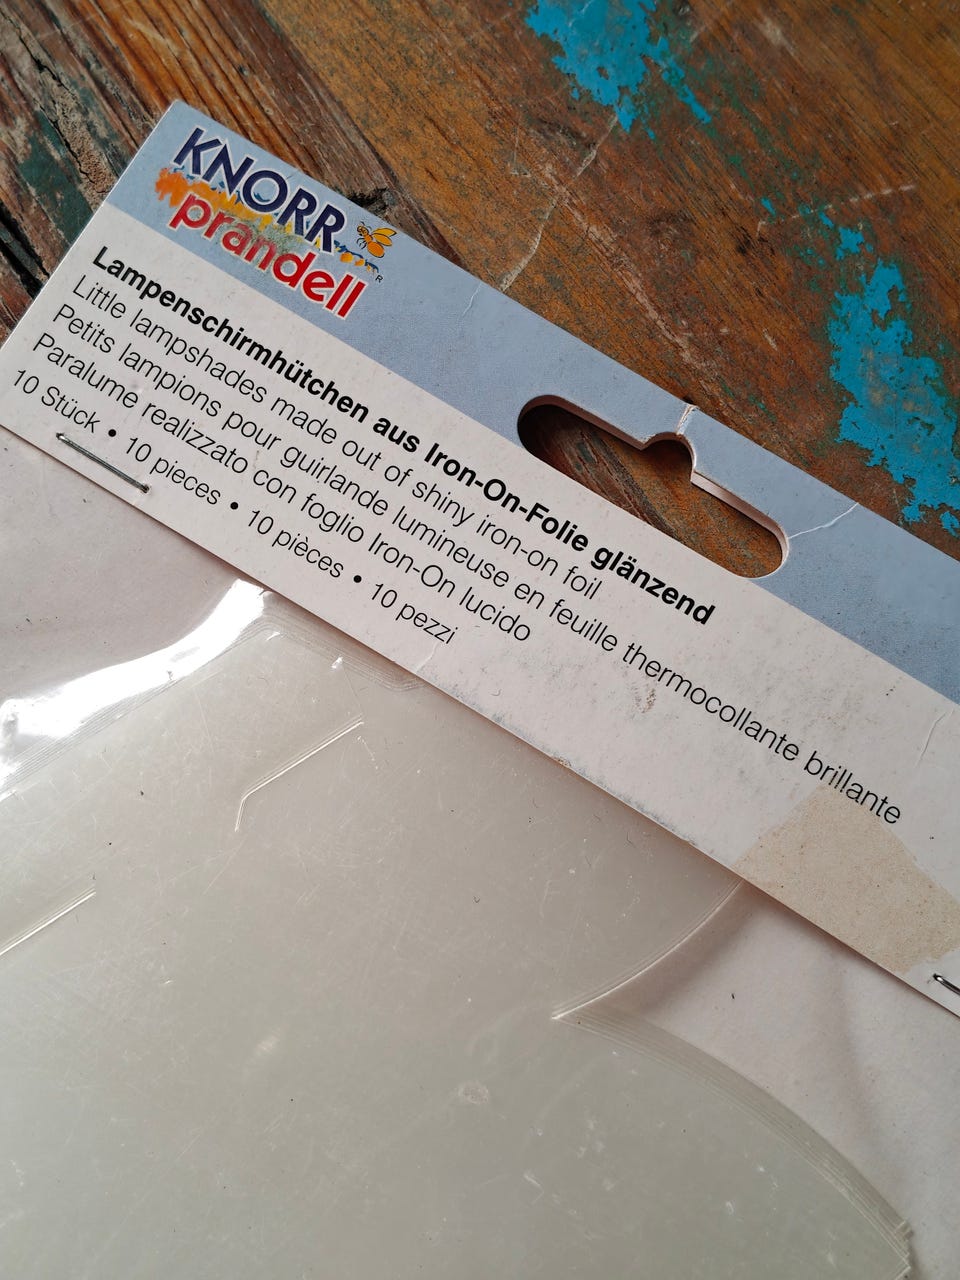 KNORR
prandell
R
Lampenschirmhütchen aus Iron-On-Folie glänzend
Little lampshades made out of shiny iron-on foil
Petits lampions pour guirlande lumineuse en feuille thermocollante brillante
Paralume realizzato con foglio Iron-On lucido
10 Stück • 10 pieces • 10 pièces • 10 pezzi